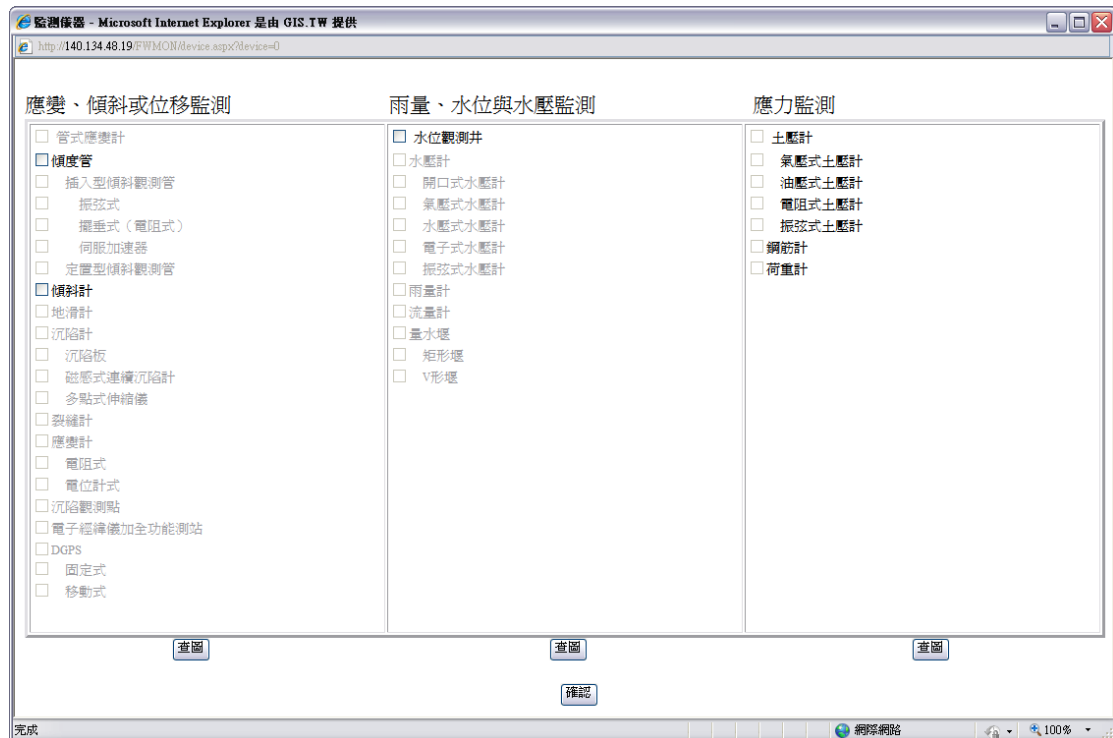 監測儀器 - Microsoft Internet Explorer 是由 GIS.TW 提供
http://140.134.48.19/FWMON/device.aspx?device=0
應變、傾斜或位移監測
管式應變計
傾度管
插入型傾斜觀測管
振弦式
擺垂式（電阻式）
伺服加速器
定置型傾斜觀測管
傾斜計
地滑計
沉陷計
沉陷板
磁感式連續沉陷計
多點式伸縮儀
裂縫計
應變計
電阻式
電位計式
沉陷觀測點
電子經緯儀加全功能測站
DGPS
固定式
移動式
查圖
雨量、水位與水壓監測
水位觀測井
水壓計
開口式水壓計
氣壓式水壓計
水壓式水壓計
電子式水壓計
振弦式水壓計
雨量計
流量計
量水堰
矩形堰
V形堰
查圖
應力監測
土壓計
氣壓式土壓計
油壓式土壓計
電阻式土壓計
振弦式土壓計
鋼筋計
荷重計
查圖
確認
完成
網際網路
100%